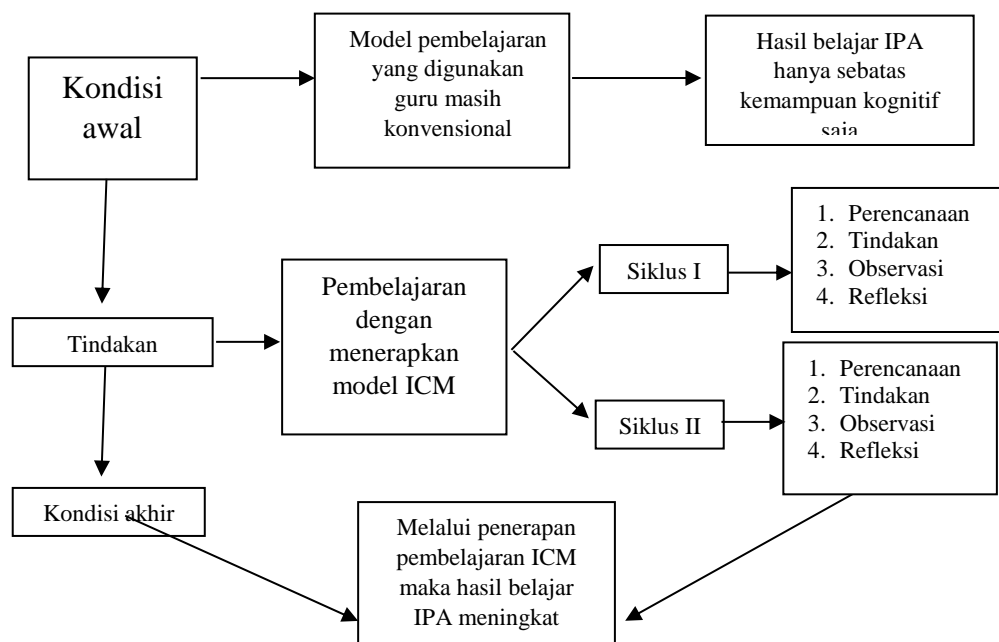 Kondisi
awal
Model pembelajaran
yang digunakan
guru masih
konvensional
Hasil belajar IPA
hanya sebatas
kemampuan kognitif
saja
Tindakan
Pembelajaran
dengan
menerapkan
model ICM
Siklus I
1. Perencanaan
2. Tindakan
3. Observasi
4. Refleksi
Siklus II
1. Perencanaan
2. Tindakan
3. Observasi
4. Refleksi
Kondisi akhir
Melalui penerapan
pembelajaran ICM
maka hasil belajar
IPA meningkat